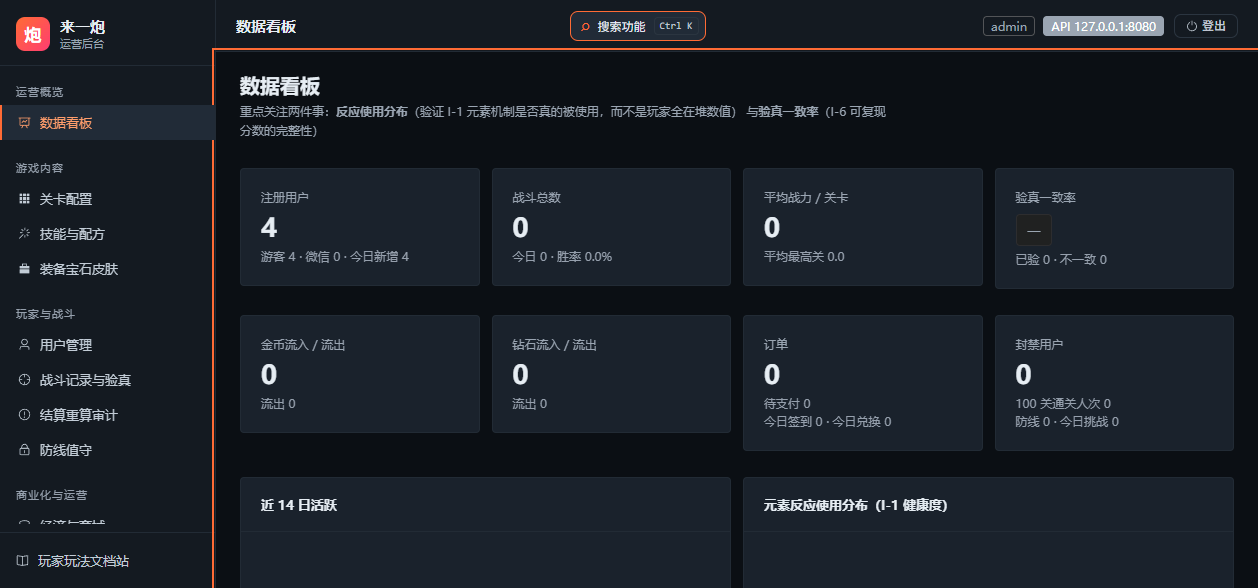 炮
来一炮
运营后台
数据看板
搜索功能 Ctrl K
admin
API 127.0.0.1:8080
登出
运营概览
数据看板
游戏内容
关卡配置
技能与配方
装备宝石皮肤
玩家与战斗
用户管理
战斗记录与验真
结算重算审计
防线值守
商业化与运营
玩家玩法文档站
数据看板
重点关注两件事：反应使用分布（验证 I-1 元素机制是否真的被使用，而不是玩家全在堆数值） 与验真一致率（I-6 可复现
分数的完整性）
注册用户
4
游客 4 · 微信 0 · 今日新增 4
战斗总数
0
今日 0 · 胜率 0.0%
平均战力 / 关卡
0
平均最高关 0.0
验真一致率
—
已验 0 · 不一致 0
金币流入 / 流出
0
流出 0
钻石流入 / 流出
0
流出 0
订单
0
待支付 0
今日签到 0 · 今日兑换 0
封禁用户
0
100 关通关人次 0
防线 0 · 今日挑战 0
近 14 日活跃
元素反应使用分布（I-1 健康度）